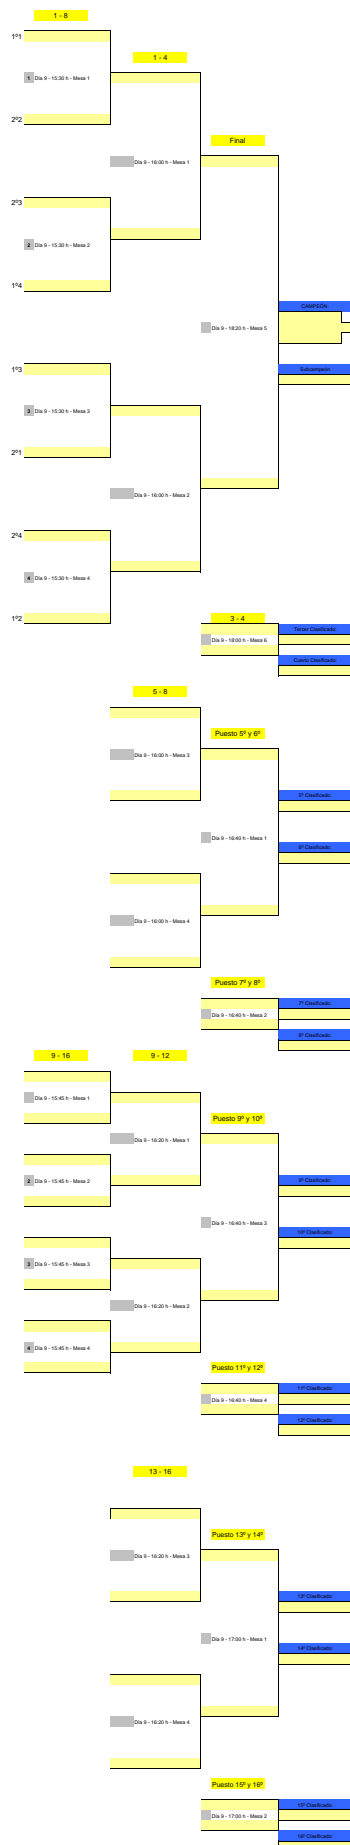 1 - 8
1º1
1 - 4
1 Día 9 - 15:30 h - Mesa 1
2º2
Final
Día 9 - 16:00 h - Mesa 1
2º3
2 Día 9 - 15:30 h - Mesa 2
1º4
CAMPEÓN
Día 9 - 18:20 h - Mesa 5
Subcampeón
1º3
3 Día 9 - 15:30 h - Mesa 3
2º1
Día 9 - 16:00 h - Mesa 2
2º4
4 Día 9 - 15:30 h - Mesa 4
1º2
3 - 4
Tercer Clasificado:
Día 9 - 18:00 h - Mesa 6
Cuarto Clasificado:
5 - 8
Puesto 5º y 6º
Día 9 - 16:00 h - Mesa 3
5º Clasificado:
Día 9 - 16:40 h - Mesa 1
6º Clasificado:
Día 9 - 16:00 h - Mesa 4
Puesto 7º y 8º
7º Clasificado:
Día 9 - 16:40 h - Mesa 2
8º Clasificado:
9 - 16
9 - 12
1 Día 9 - 15:45 h - Mesa 1
Puesto 9º y 10º
Día 9 - 16:20 h - Mesa 1
2 Día 9 - 15:45 h - Mesa 2
9º Clasificado:
Día 9 - 16:40 h - Mesa 3
10º Clasificado:
3 Día 9 - 15:45 h - Mesa 3
Día 9 - 16:20 h - Mesa 2
4 Día 9 - 15:45 h - Mesa 4
Puesto 11º y 12º
11º Clasificado:
Día 9 - 16:40 h - Mesa 4
12º Clasificado:
13 - 16
Puesto 13º y 14º
Día 9 - 16:20 h - Mesa 3
13º Clasificado:
Día 9 - 17:00 h - Mesa 1
14º Clasificado:
Día 9 - 16:20 h - Mesa 4
Puesto 15º y 16º
15º Clasificado:
Día 9 - 17:00 h - Mesa 2
16º Clasificado: